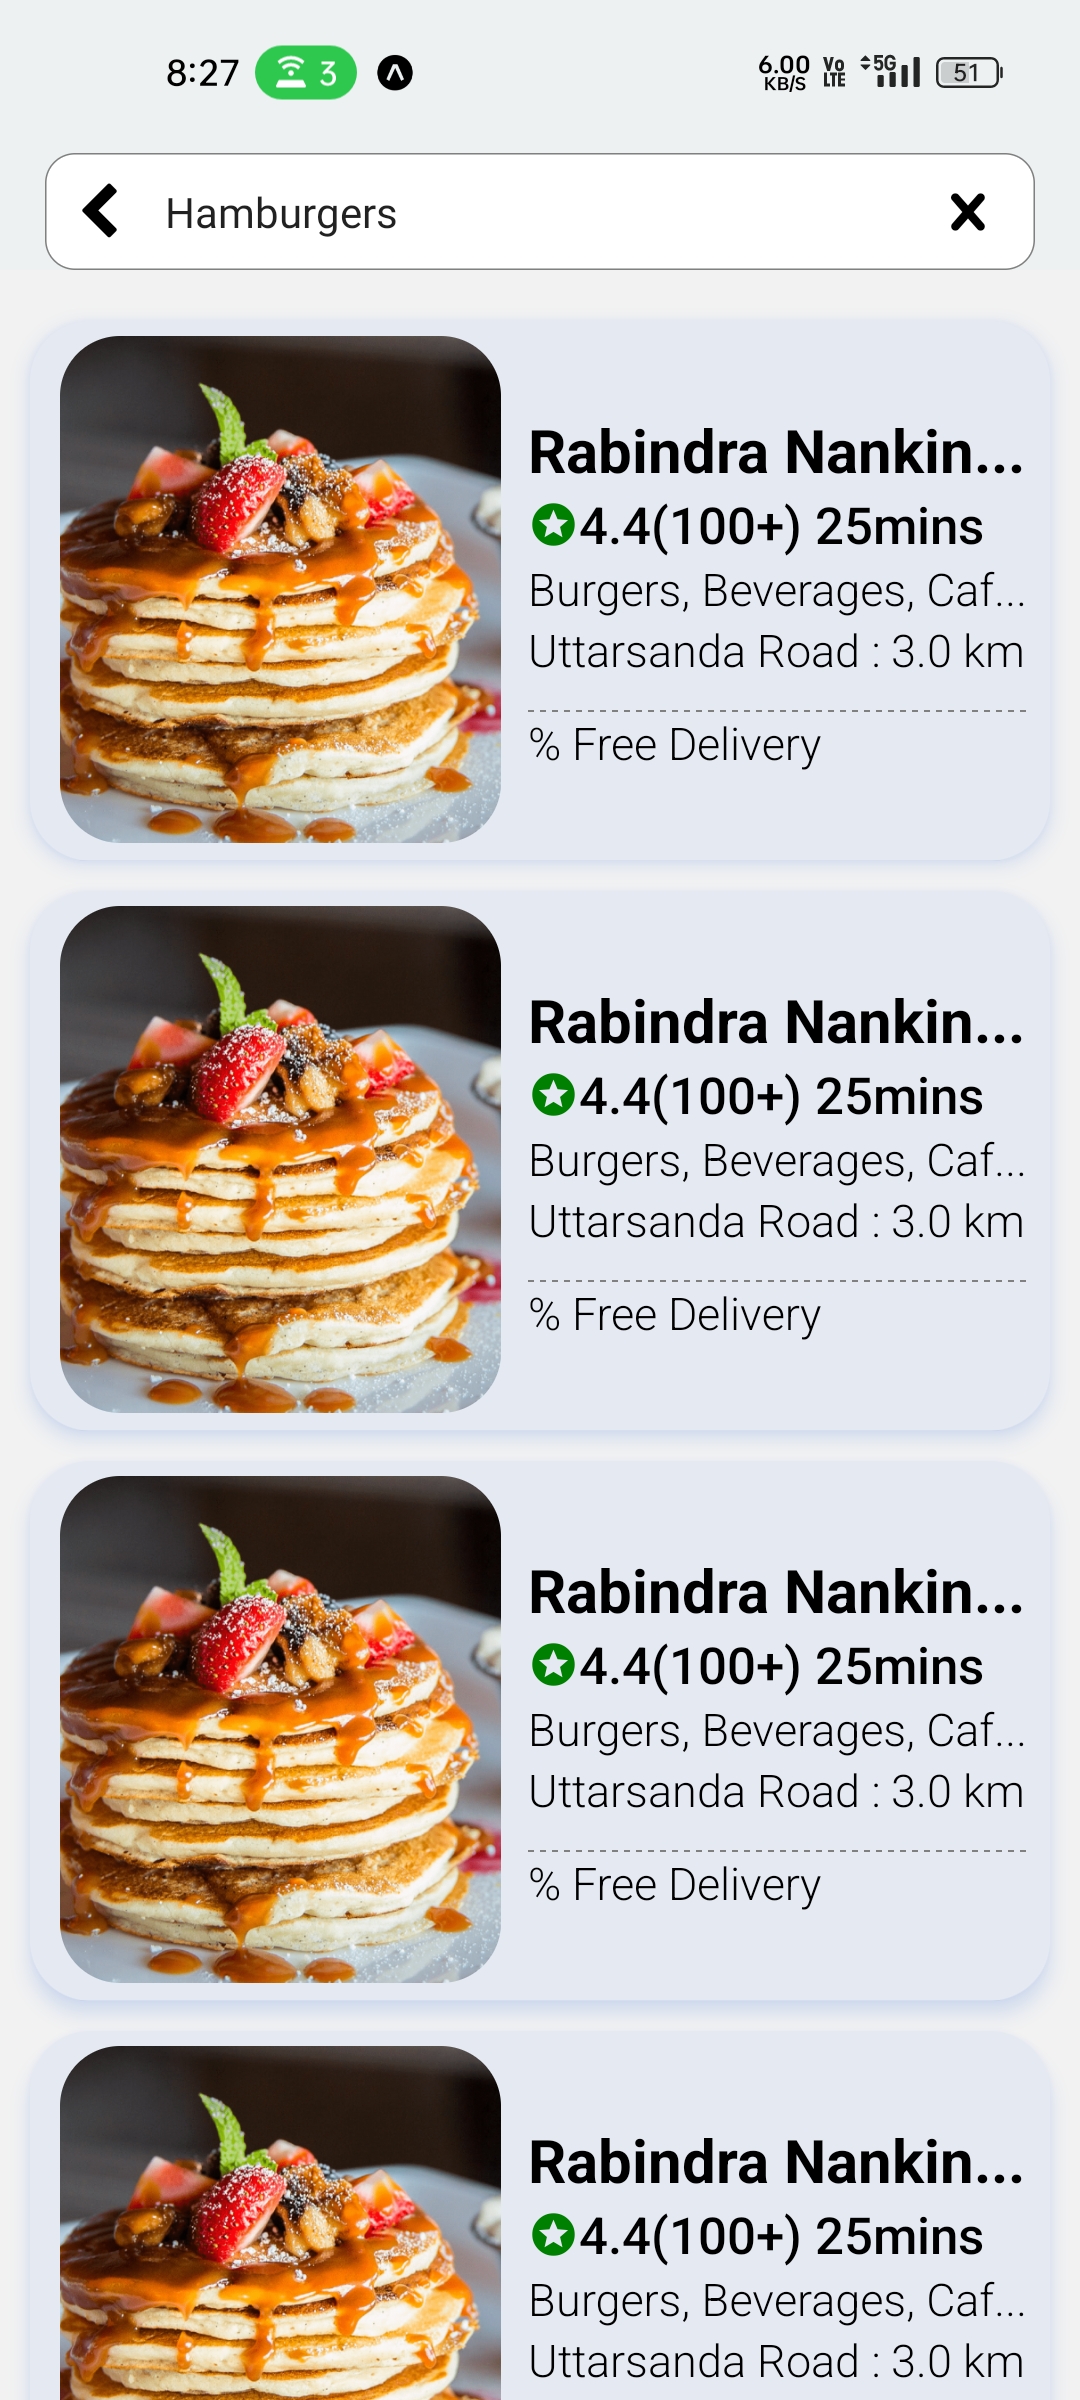 8:27 3 6.00 KB/S Vo LTE 5G 51
Hamburgers
Rabindra Nankin...
4.4(100+) 25mins
Burgers, Beverages, Caf...
Uttarsanda Road : 3.0 km
% Free Delivery
Rabindra Nankin...
4.4(100+) 25mins
Burgers, Beverages, Caf...
Uttarsanda Road : 3.0 km
% Free Delivery
Rabindra Nankin...
4.4(100+) 25mins
Burgers, Beverages, Caf...
Uttarsanda Road : 3.0 km
% Free Delivery
Rabindra Nankin...
4.4(100+) 25mins
Burgers, Beverages, Caf...
Uttarsanda Road : 3.0 km